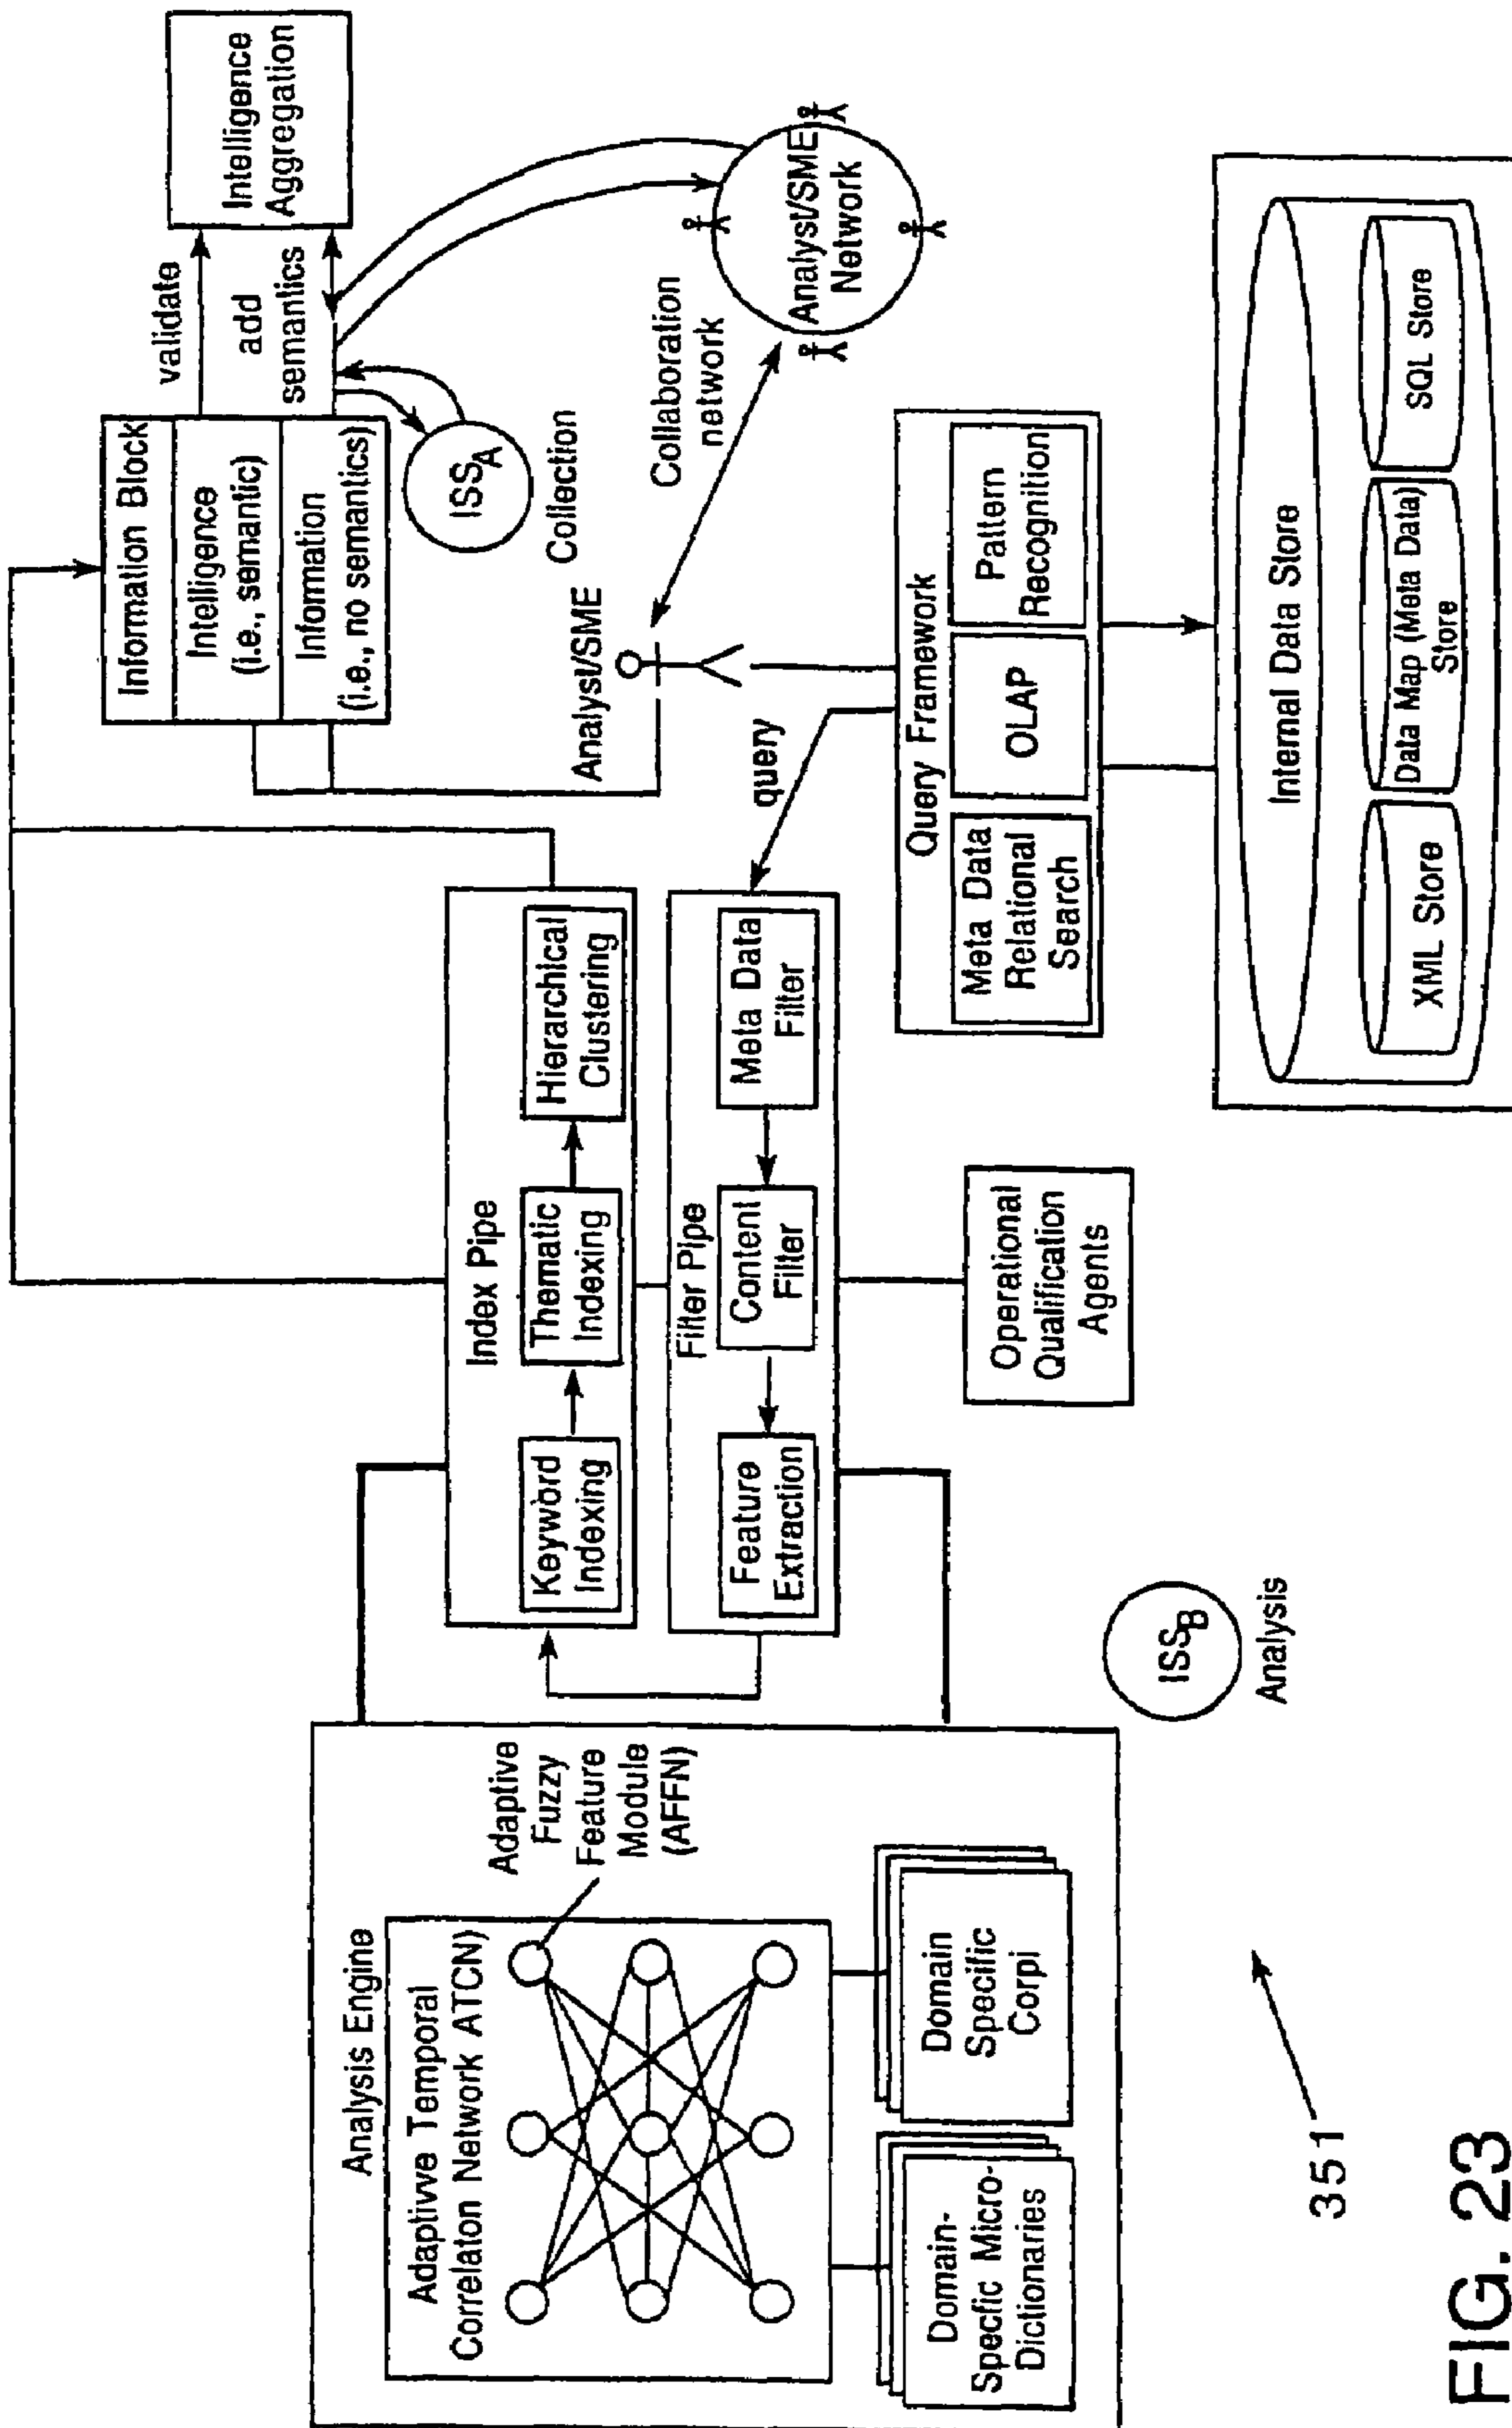 Analysis Engine
Adaptivve Temporal
Correlaton Network ATCN)
Adaptive
Fuzzy
Feature
Module
(AFFN)
Domain-
Specfic Micro-
Dictionaries
Domain
Specific
Corpi
ISSB
Analysis
351
Index Pipe
Keyword
Indexing
Thematic
Indexing
Hierarchical
Clustering
Filter Pipe
Feature
Extraction
Content
Filter
Meta Data
Filter
Operational
Qualification
Agents
Information Block
Intelligence
(i.e., semantic)
Information
(i.e., no semantics)
validate
add
semantics
Intelligence
Aggregation
ISSA
Collection
Analyst/SME
Collaboration
network
Analyst/SME
Network
query
Query Framework
Meta Data
Relational
Search
OLAP
Pattern
Recognition
Internal Data Store
XML Store
Data Map (Meta Data)
Store
SQL Store
FIG. 23